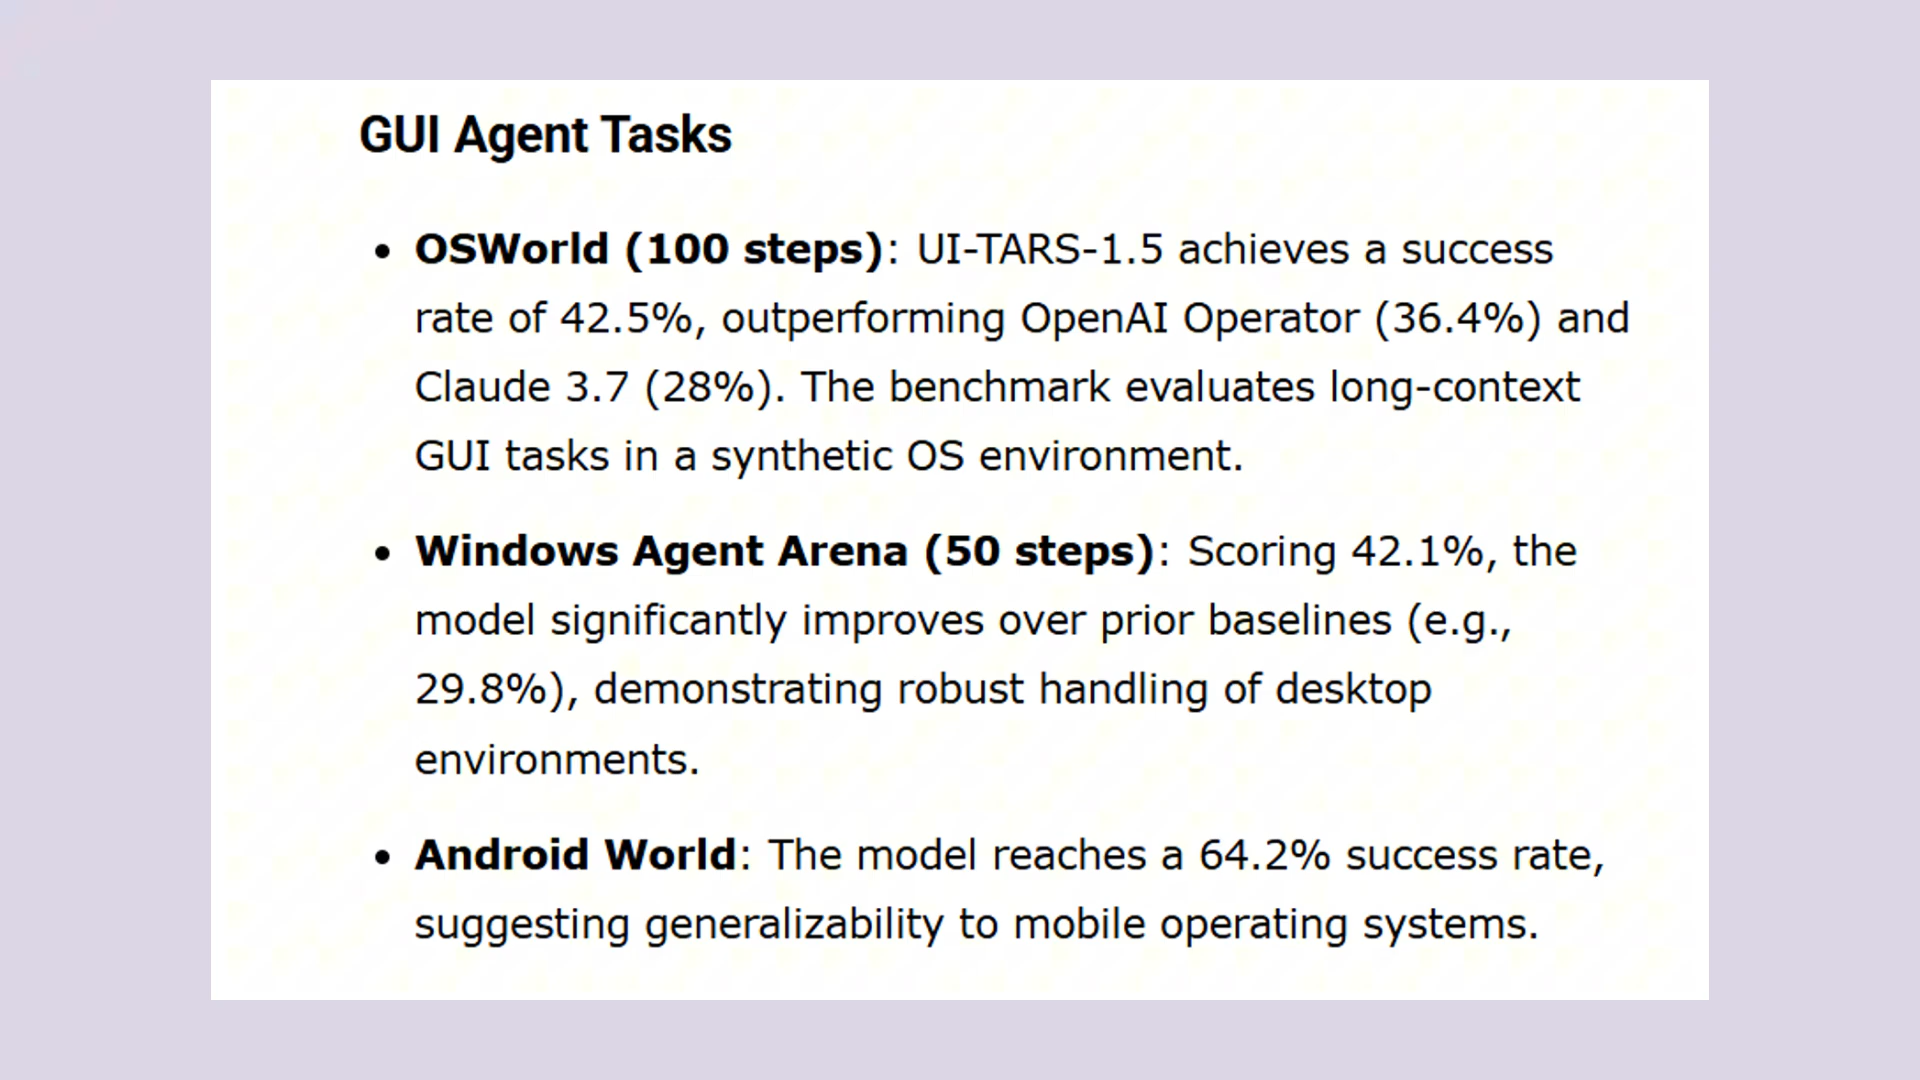 GUI Agent Tasks
• OSWorld (100 steps): UI-TARS-1.5 achieves a success
rate of 42.5%, outperforming OpenAI Operator (36.4%) and
Claude 3.7 (28%). The benchmark evaluates long-context
GUI tasks in a synthetic OS environment.
• Windows Agent Arena (50 steps): Scoring 42.1%, the
model significantly improves over prior baselines (e.g.,
29.8%), demonstrating robust handling of desktop
environments.
• Android World: The model reaches a 64.2% success rate,
suggesting generalizability to mobile operating systems.